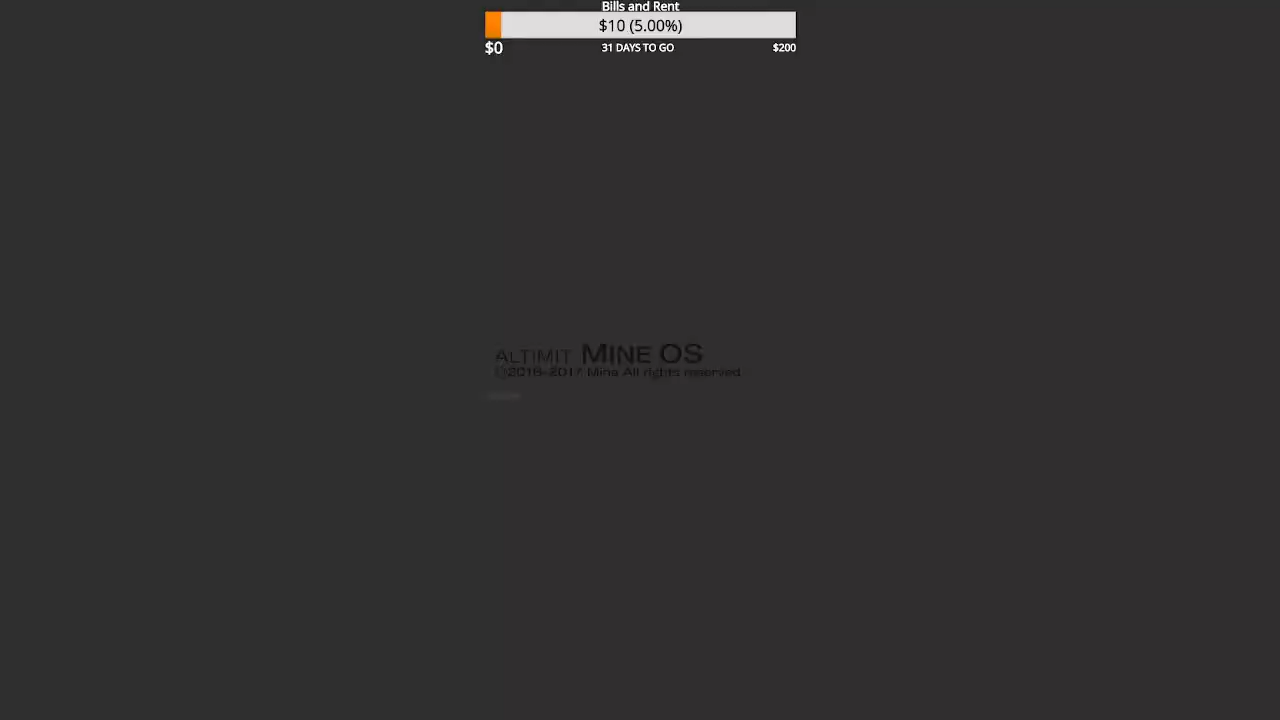 Bills and Rent
$10 (5.00%)
$0 31 DAYS TO GO $200
ALTIMIT MINE OS
©2016-2017 Mine All rights reserved